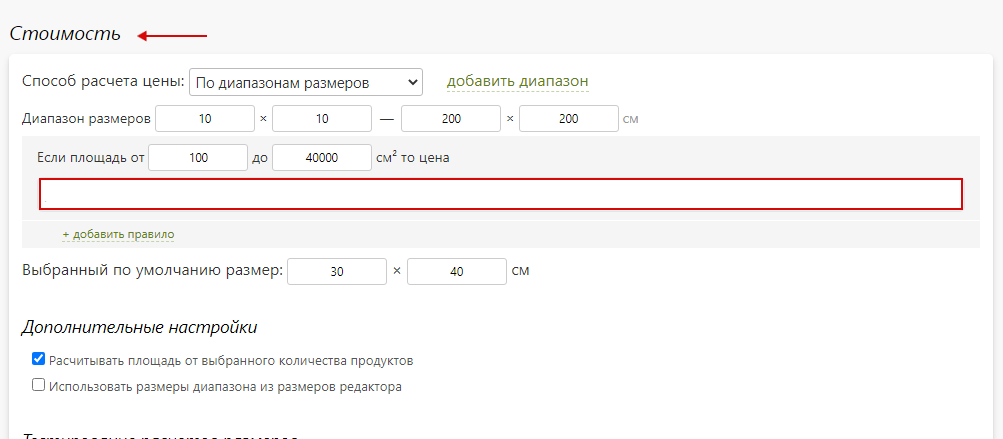 Стоимость
Способ расчета цены: По диапазонам размеров добавить диапазон
Диапазон размеров 10 × 10 — 200 × 200 см
Если площадь от 100 до 40000 см² то цена
+ добавить правило
Выбранный по умолчанию размер: 30 × 40 см
Дополнительные настройки
Расчитывать площадь от выбранного количества продуктов
Использовать размеры диапазона из размеров редактора